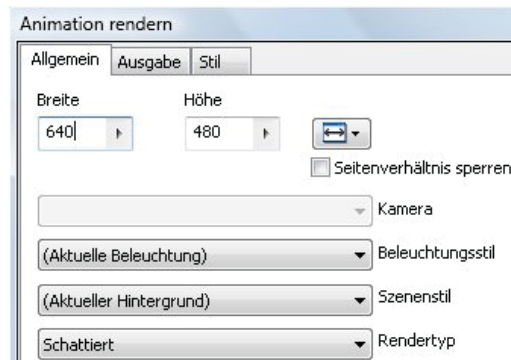 Animation rendern
Allgemein Ausgabe Stil
Breite Höhe
640 480
Seitenverhältnis sperren
Kamera
(Aktuelle Beleuchtung) Beleuchtungsstil
(Aktueller Hintergrund) Szenenstil
Schattiert Rendertyp